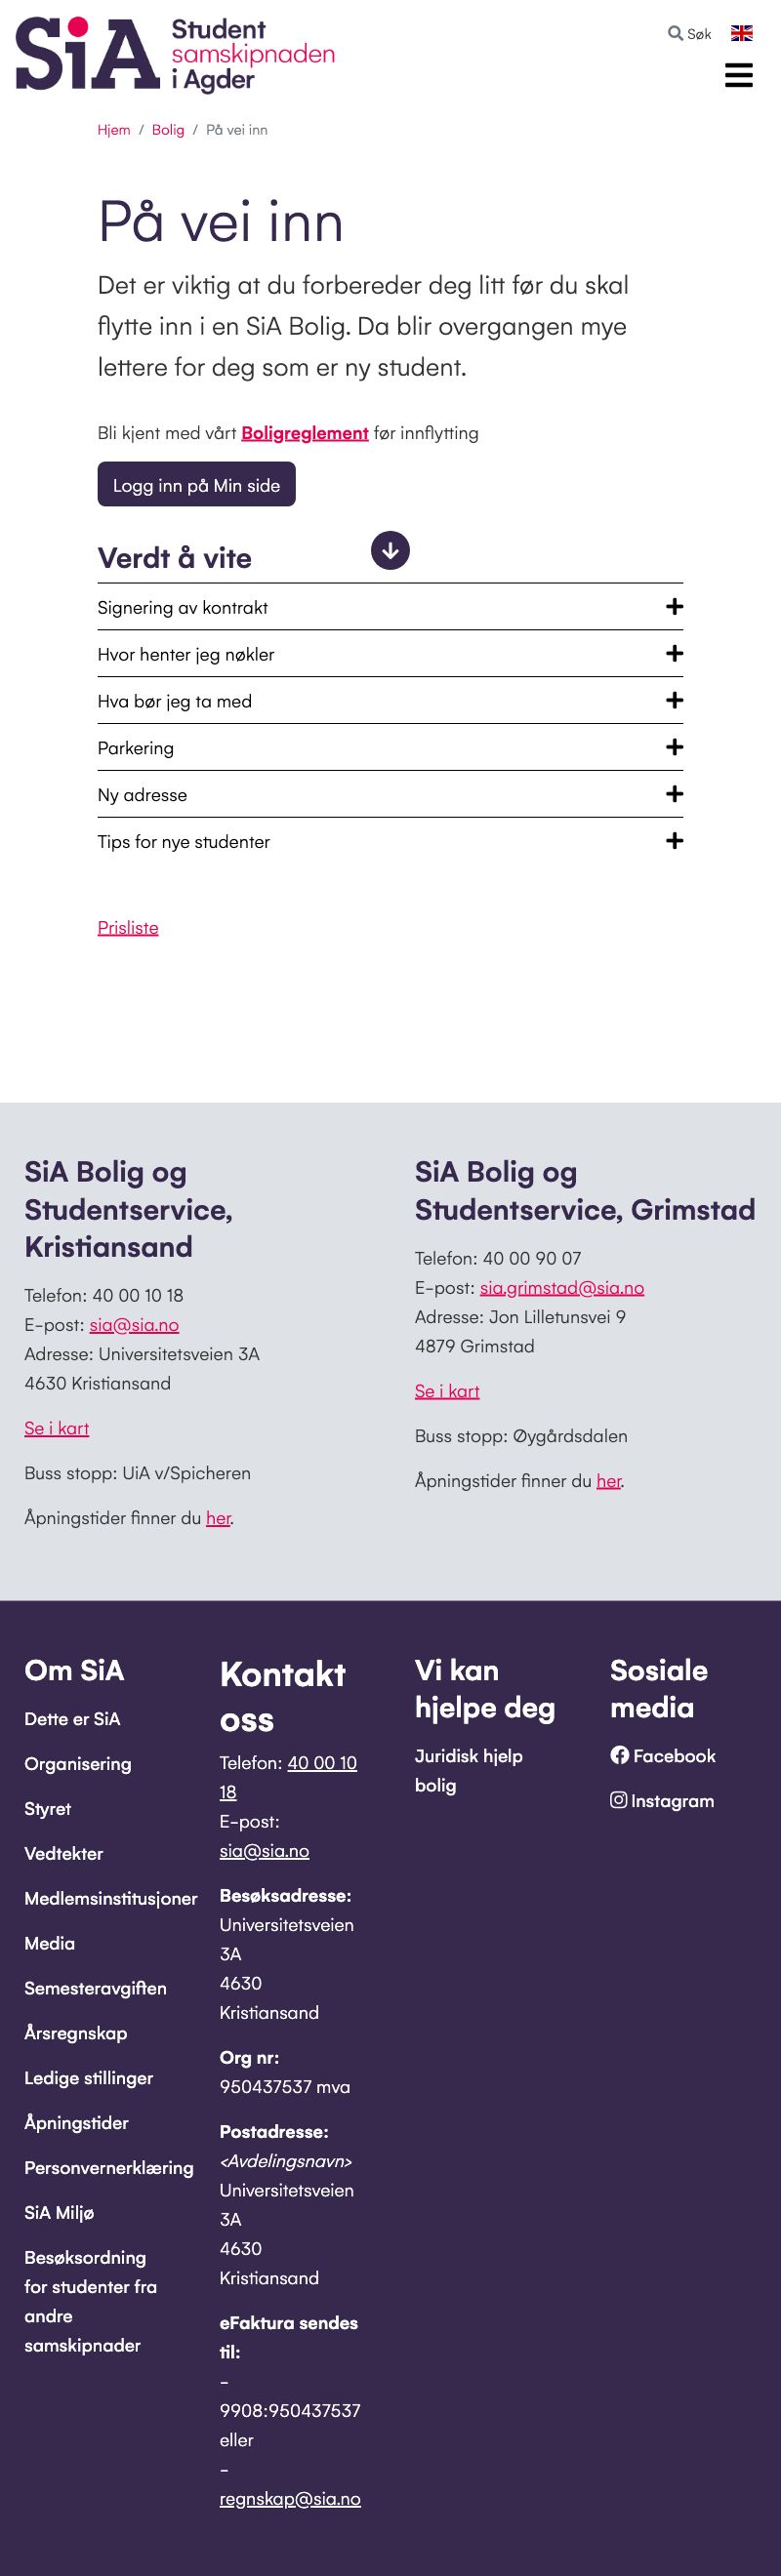 SiA Student
samskipnaden
i Agder
Søk
Hjem / Bolig / På vei inn
På vei inn
Det er viktig at du forbereder deg litt før du skal
flytte inn i en SiA Bolig. Da blir overgangen mye
lettere for deg som er ny student.
Bli kjent med vårt Boligreglement før innflytting
Logg inn på Min side
Verdt å vite
Signering av kontrakt
Hvor henter jeg nøkler
Hva bør jeg ta med
Parkering
Ny adresse
Tips for nye studenter
Prisliste
SiA Bolig og
Studentservice,
Kristiansand
Telefon: 40 00 10 18
E-post: sia@sia.no
Adresse: Universitetsveien 3A
4630 Kristiansand
Se i kart
Buss stopp: UiA v/Spicheren
Åpningstider finner du her.
SiA Bolig og
Studentservice, Grimstad
Telefon: 40 00 90 07
E-post: sia.grimstad@sia.no
Adresse: Jon Lilletunsvei 9
4879 Grimstad
Se i kart
Buss stopp: Øygårdsdalen
Åpningstider finner du her.
Om SiA
Dette er SiA
Organisering
Styret
Vedtekter
Medlemsinstitusjoner
Media
Semesteravgiften
Årsregnskap
Ledige stillinger
Åpningstider
Personvernerklæring
SiA Miljø
Besøksordning
for studenter fra
andre
samskipnader
Kontakt
oss
Telefon: 40 00 10
18
E-post:
sia@sia.no
Besøksadresse:
Universitetsveien
3A
4630
Kristiansand
Org nr:
950437537 mva
Postadresse:
<Avdelingsnavn>
Universitetsveien
3A
4630
Kristiansand
eFaktura sendes
til:
-
9908:950437537
eller
-
regnskap@sia.no
Vi kan
hjelpe deg
Juridisk hjelp
bolig
Sosiale
media
Facebook
Instagram